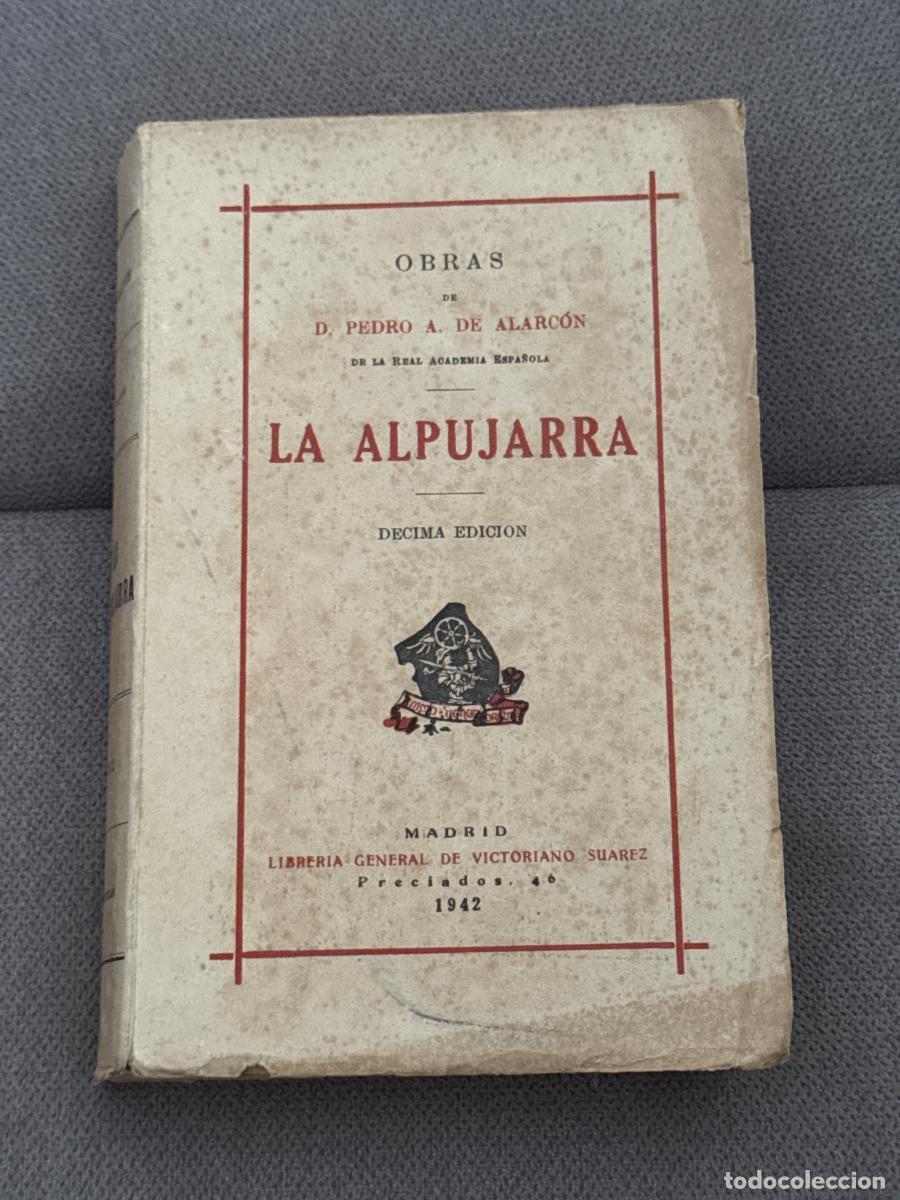 OBRAS
DE
D. PEDRO A. DE ALARCÓN
DE LA REAL ACADEMIA ESPAÑOLA
LA ALPUJARRA
DECIMA EDICION
MADRID
LIBRERIA GENERAL DE VICTORIANO SUAREZ
Preciados, 46
1942
todocoleccion